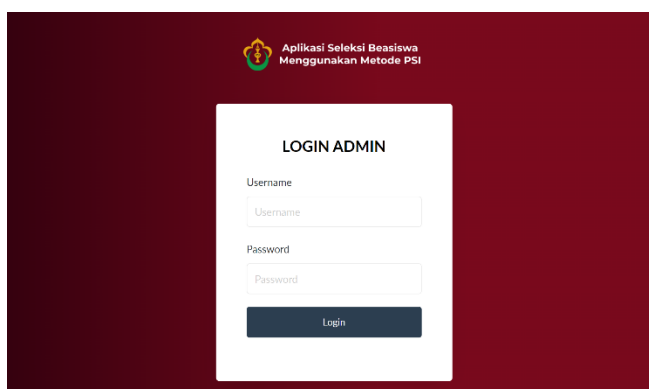 Aplikasi Seleksi Beasiswa
Menggunakan Metode PSI
LOGIN ADMIN
Username
Username
Password
Password
Login